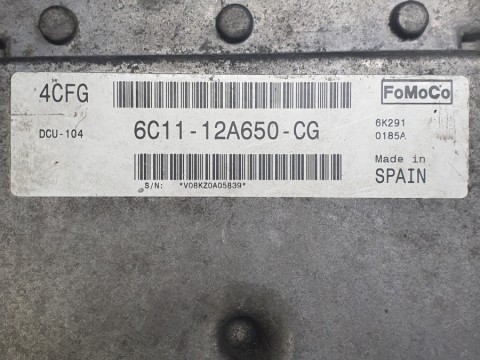 4CFG
FoMoCo
DCU-104
6C11-12A650-CG
6K291
0185A
S/N: *V08KZ0A05839*
Made in
SPAIN